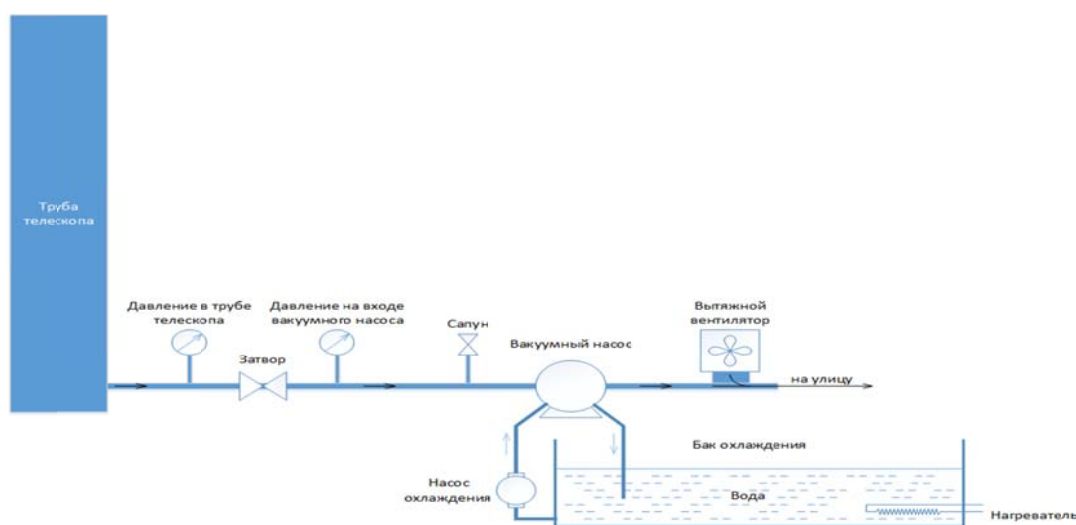 Труба
телескопа
Давление в трубе
телескопа
Затвор
Давление на входе
вакуумного насоса
Сапун
Вакуумный насос
Вытяжной
вентилятор
на улицу
Бак охлаждения
Насос
охлаждения
Вода
Нагреватель